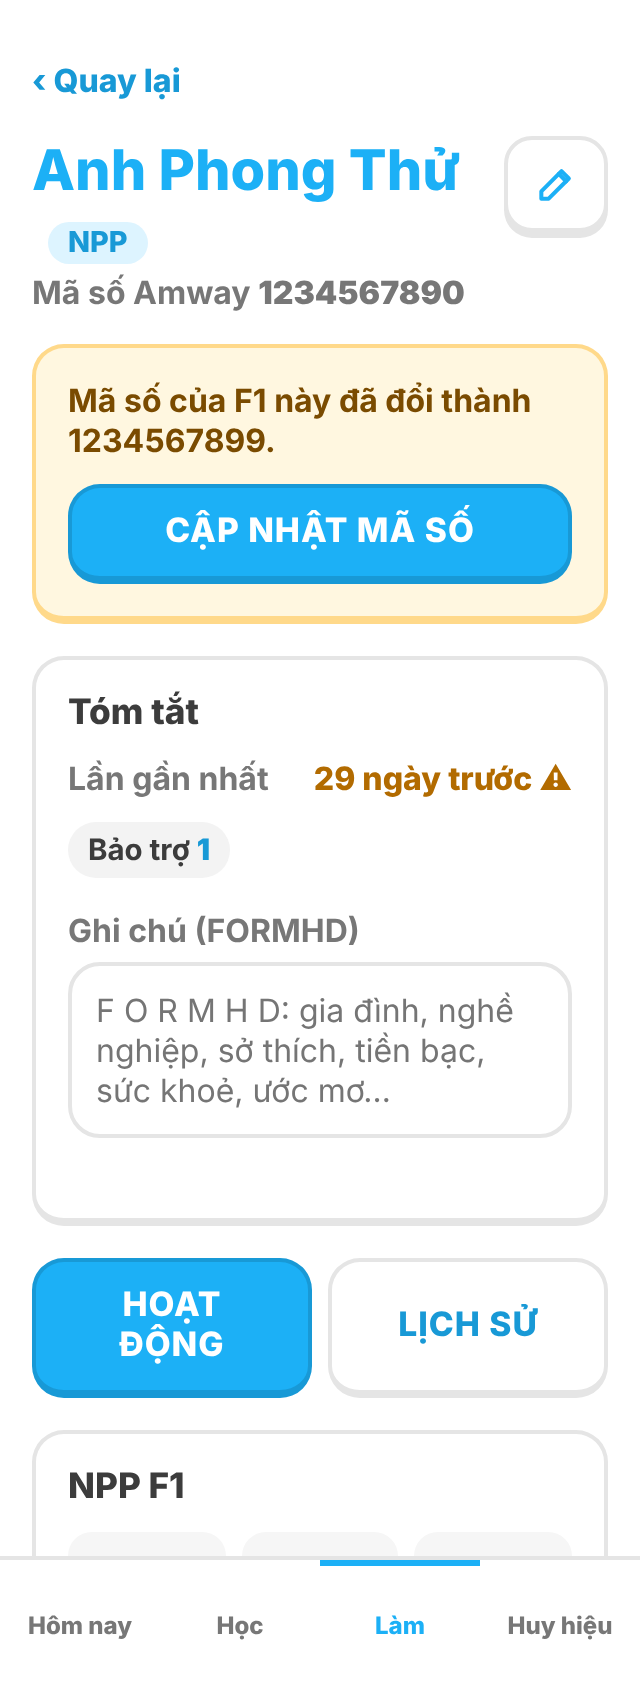 ‹ Quay lại
Anh Phong Thử
NPP
Mã số Amway 1234567890
Mã số của F1 này đã đổi thành
1234567899.
CẬP NHẬT MÃ SỐ
Tóm tắt
Lần gần nhất 29 ngày trước ⚠
Bảo trợ 1
Ghi chú (FORMHD)
F O R M H D: gia đình, nghề
nghiệp, sở thích, tiền bạc,
sức khoẻ, ước mơ...
HOẠT
ĐỘNG
LỊCH SỬ
NPP F1
Hôm nay Học Làm Huy hiệu